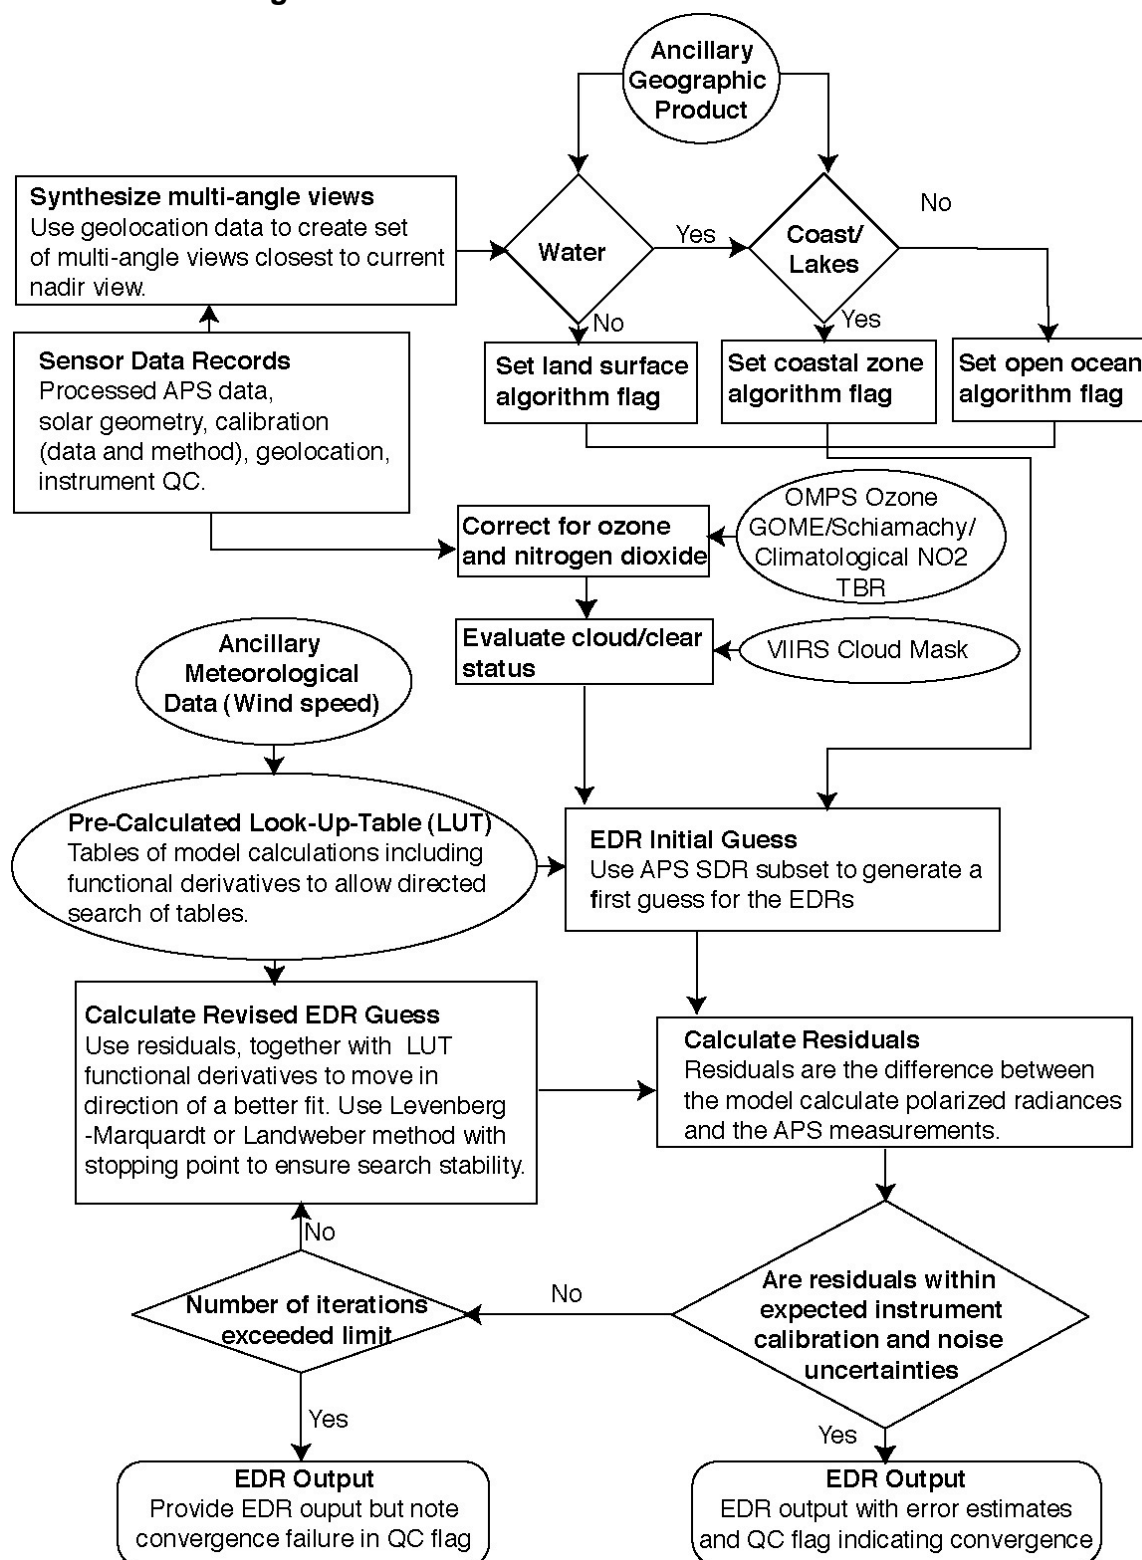 Ancillary
Geographic
Product
Synthesize multi-angle views
Use geolocation data to create set
of multi-angle views closest to current
nadir view.
Water
Yes
Coast/
Lakes
No
No
Yes
Sensor Data Records
Processed APS data,
solar geometry, calibration
(data and method), geolocation,
instrument QC.
Set land surface
algorithm flag
Set coastal zone
algorithm flag
Set open ocean
algorithm flag
Correct for ozone
and nitrogen dioxide
OMPS Ozone
GOME/Schiamachy/
Climatological NO2
TBR
Evaluate cloud/clear
status
VIIRS Cloud Mask
Ancillary
Meteorological
Data (Wind speed)
Pre-Calculated Look-Up-Table (LUT)
Tables of model calculations including
functional derivatives to allow directed
search of tables.
EDR Initial Guess
Use APS SDR subset to generate a
first guess for the EDRs
Calculate Revised EDR Guess
Use residuals, together with LUT
functional derivatives to move in
direction of a better fit. Use Levenberg
-Marquardt or Landweber method with
stopping point to ensure search stability.
Calculate Residuals
Residuals are the difference between
the model calculate polarized radiances
and the APS measurements.
No
Number of iterations
exceeded limit
No
Are residuals within
expected instrument
calibration and noise
uncertainties
Yes
Yes
EDR Output
Provide EDR ouput but note
convergence failure in QC flag
EDR Output
EDR output with error estimates
and QC flag indicating convergence